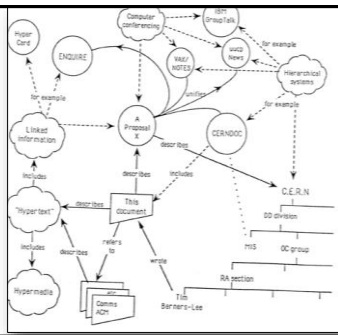 IBM
GroupTalk
Computer
conferencing
Hyper
Card
ENQUIRE
VAX/
NOTES
uucp
News
Hierarchical
systems
for example
unifies
for example
A
Proposal
X
CERNDOC
for example
Linked
information
describes
includes
includes
describes
C.E.R.N
DD division
"Hypertext"
describes
This
document
refers
to
MIS
OC group
includes
describes
wrote
RA section
Hypermedia
Comms
ACM
Tim
Berners-Lee